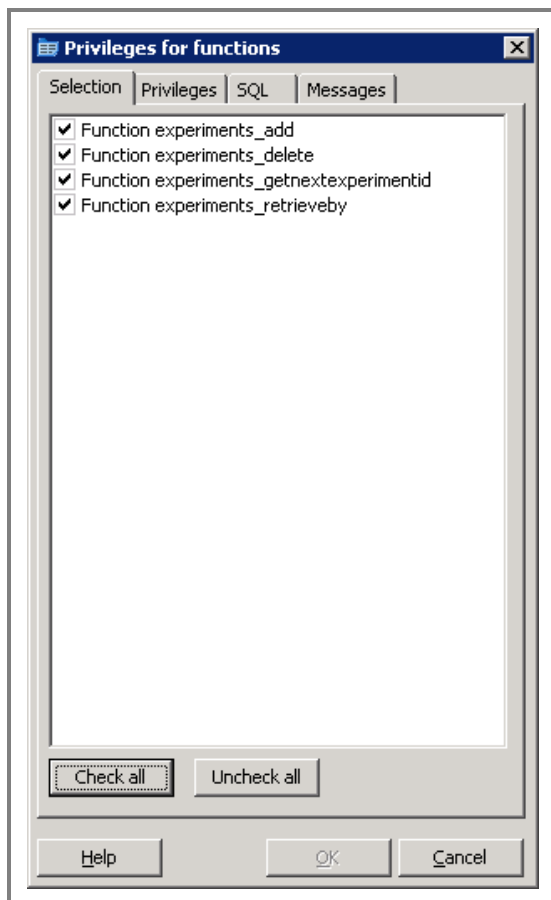 Privileges for functions
Selection Privileges SQL Messages
Function experiments_add
Function experiments_delete
Function experiments_getnextexperimentid
Function experiments_retrieveby
Check all Uncheck all
Help OK Cancel